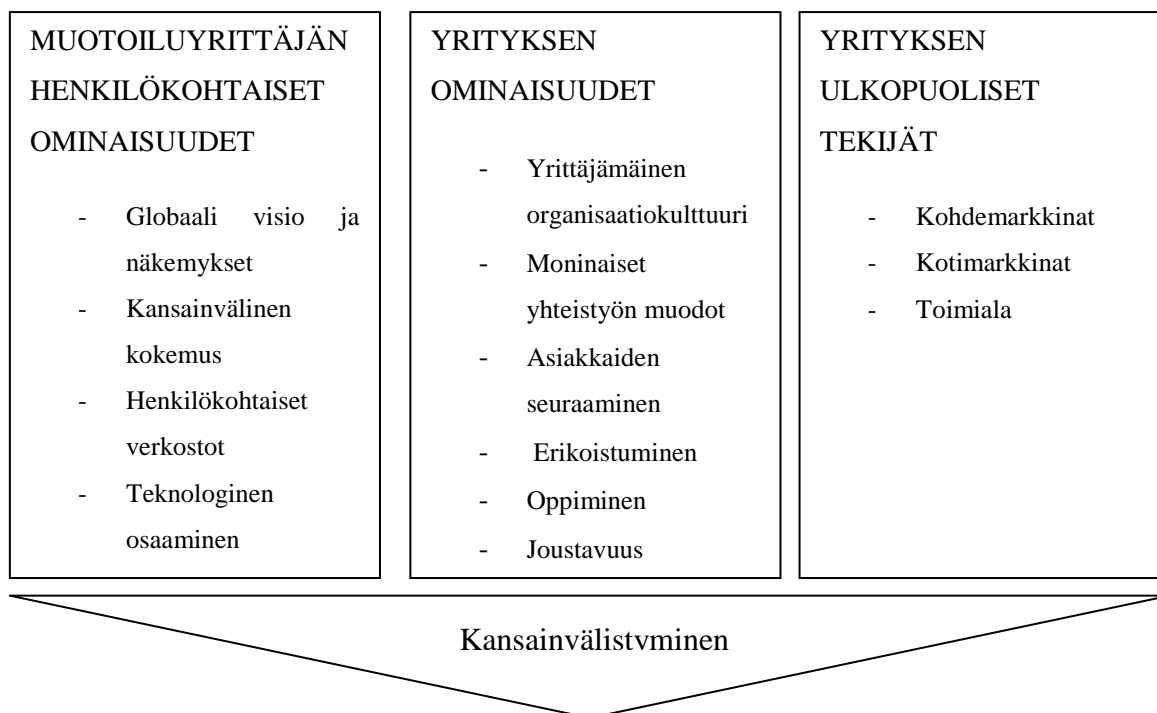 MUOTOILUYRITTÄJÄN
HENKILÖKOHTAISET
OMINAISUUDET
- Globaali visio ja
näkemykset
- Kansainvälinen
kokemus
- Henkilökohtaiset
verkostot
- Teknologinen
osaaminen
YRITYKSEN
OMINAISUUDET
- Yrittäjämäinen
organisaatiokulttuuri
- Moninaiset
yhteistyön muodot
- Asiakkaiden
seuraaminen
- Erikoistuminen
- Oppiminen
- Joustavuus
YRITYKSEN
ULKOPUOLISET
TEKIJÄT
- Kohdemarkkinat
- Kotimarkkinat
- Toimiala
Kansainvälistyminen